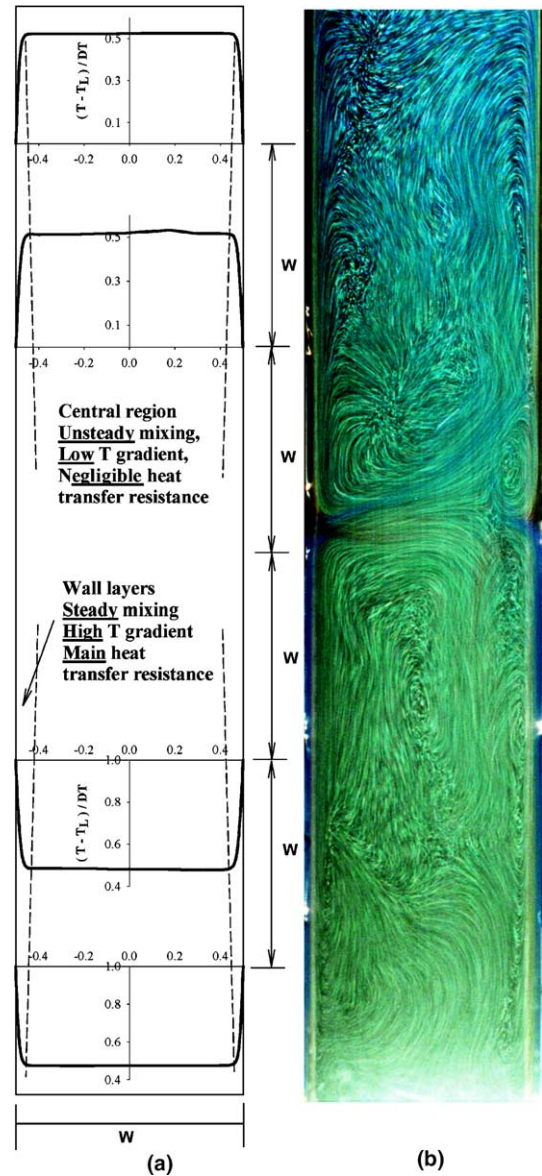 0.5
0.3
0.1
(T - T_L) / DT
-0.4 -0.2 0.0 0.2 0.4
0.5
0.3
0.1
W
-0.4 -0.2 0.0 0.2 0.4
Central region
Unsteady mixing,
Low T gradient,
Negligible heat
transfer resistance
W
Wall layers
Steady mixing
High T gradient
Main heat
transfer resistance
W
-0.4 -0.2 0.0 0.2 0.4
1.0
0.8
0.6
0.4
(T - T_L) / DT
W
-0.4 -0.2 0.0 0.2 0.4
1.0
0.8
0.6
0.4
W
(a) (b)